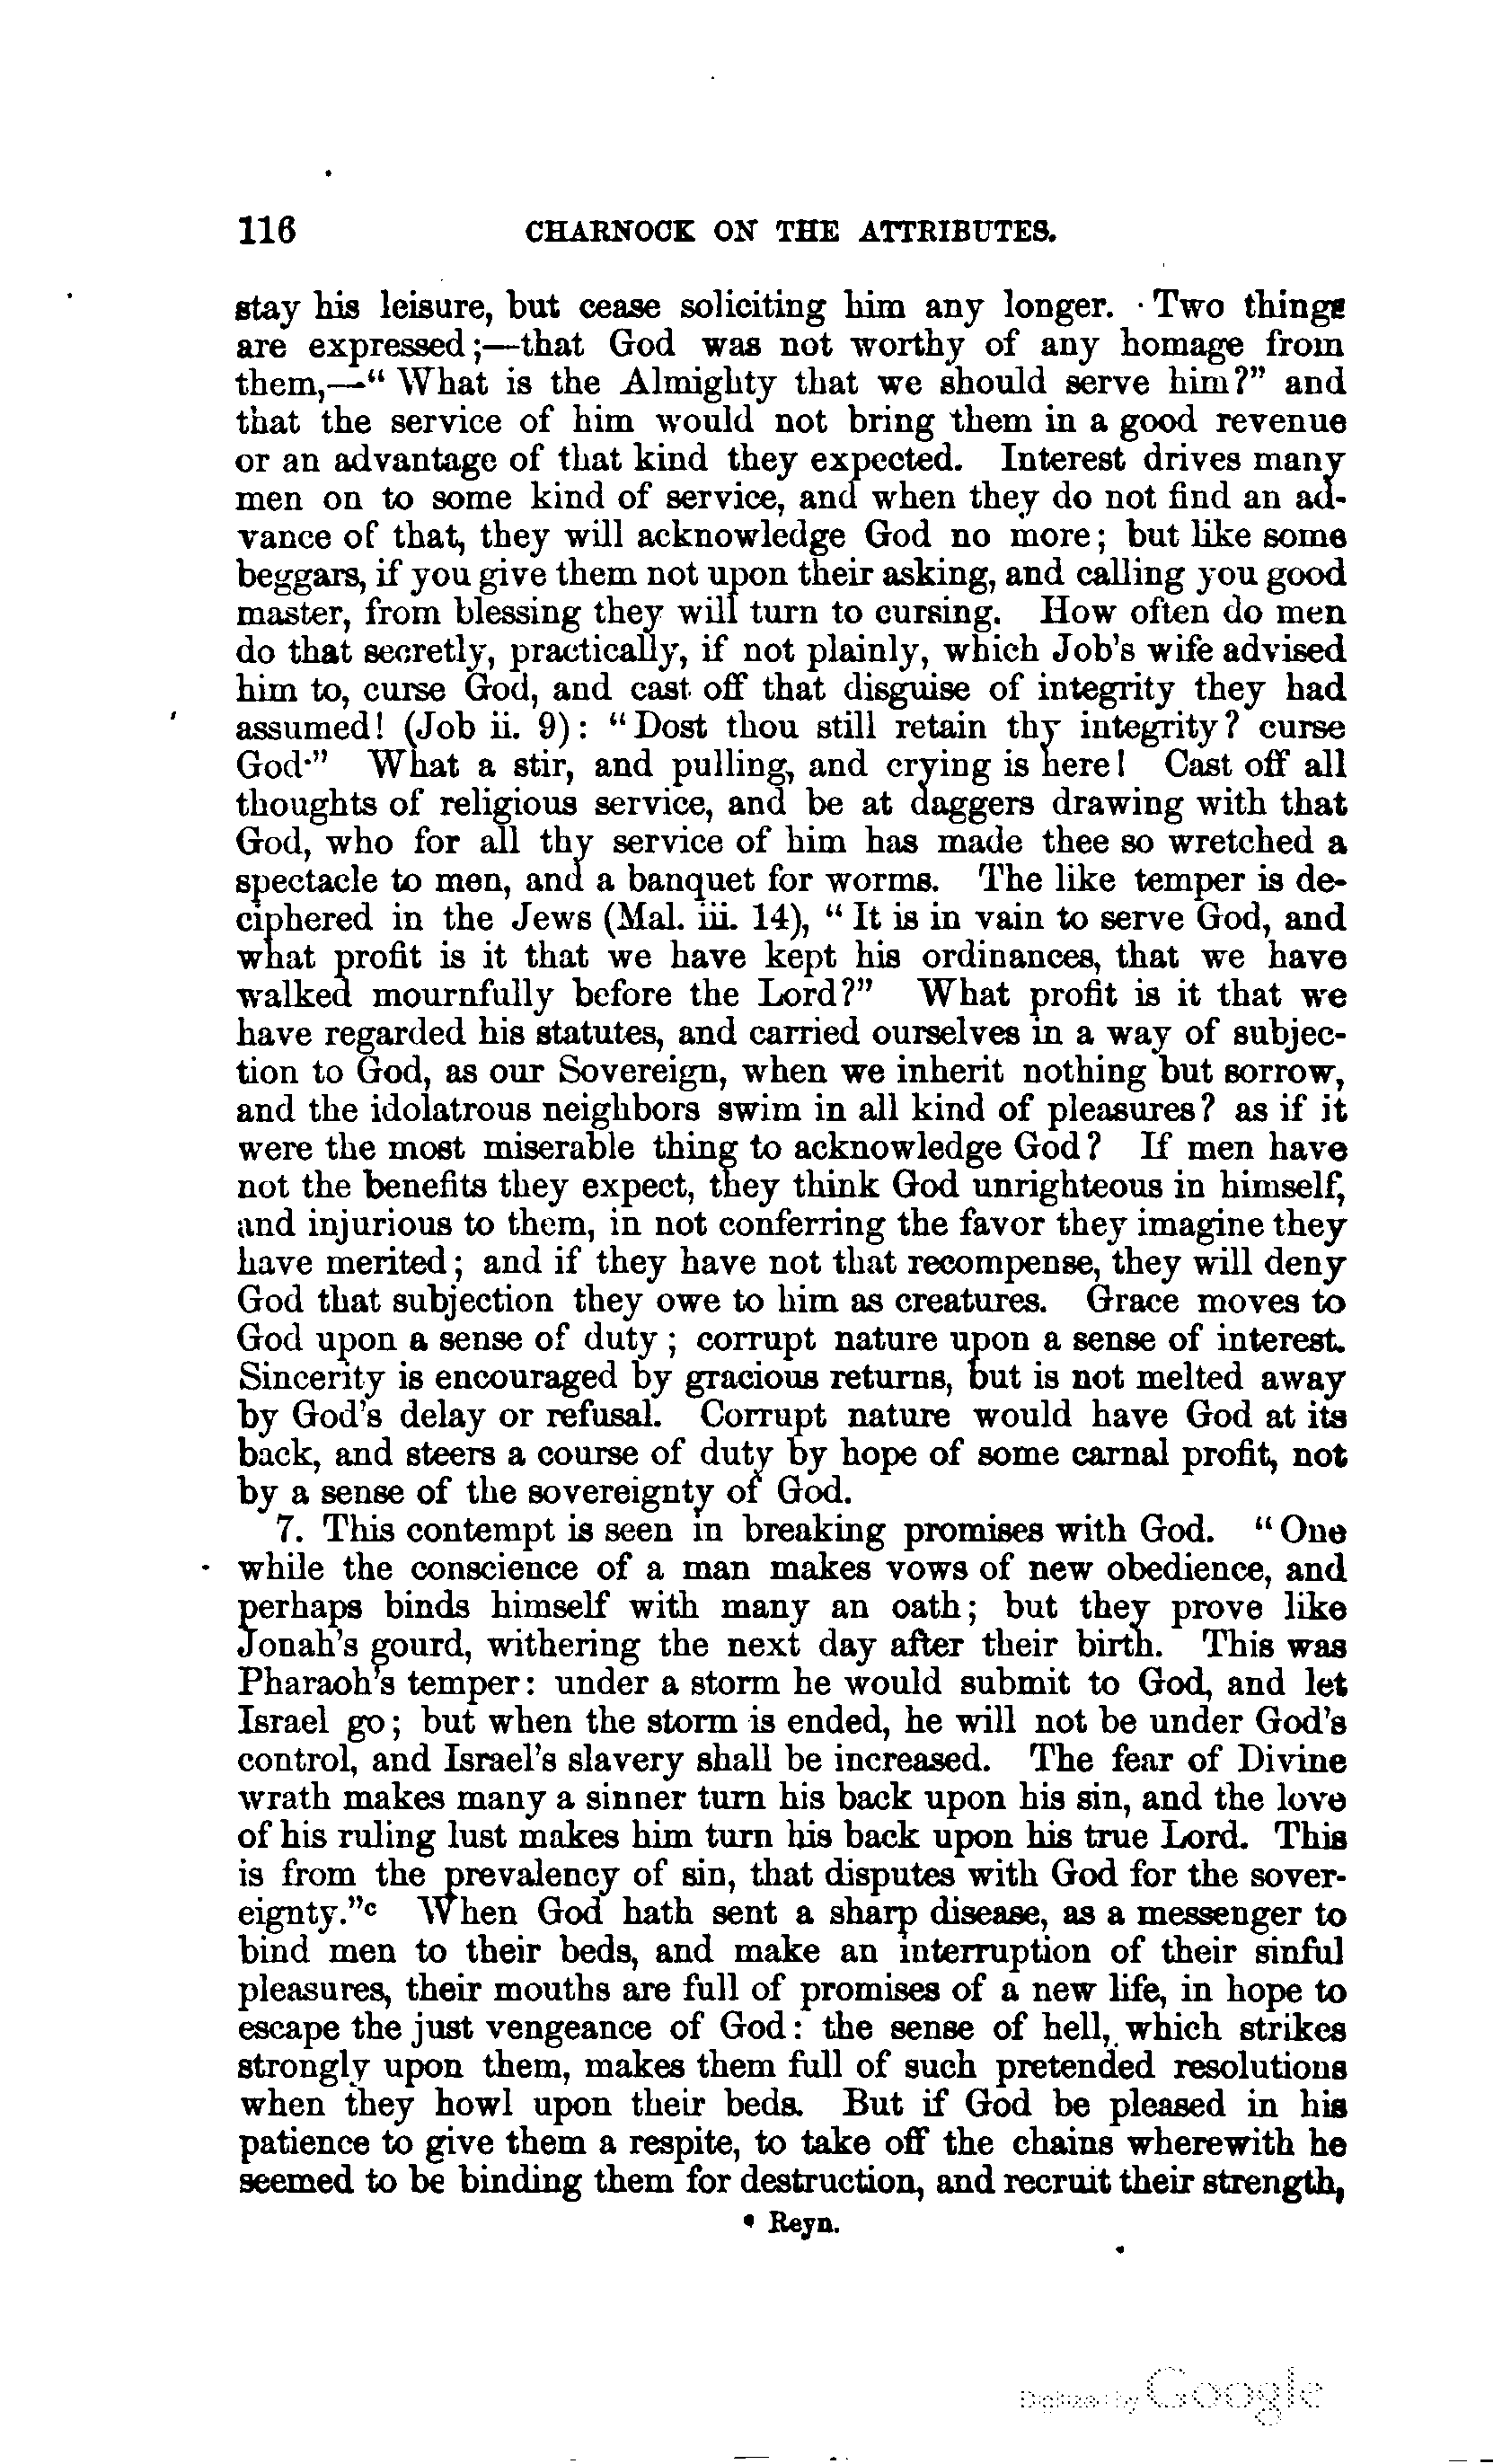 116 CHARNOCK ON THE ATTRIBUTES.
stay his leisure, but cease soliciting him any longer. Two things
are expressed;—that God was not worthy of any homage from
them,—“ What is the Almighty that we should serve him?” and
that the service of him would not bring them in a good revenue
or an advantage of that kind they expected. Interest drives many
men on to some kind of service, and when they do not find an ad-
vance of that, they will acknowledge God no more; but like some
beggars, if you give them not upon their asking, and calling you good
master, from blessing they will turn to cursing. How often do men
do that secretly, practically, if not plainly, which Job's wife advised
him to, curse God, and cast off that disguise of integrity they had
assumed! (Job ii. 9): “Dost thou still retain thy integrity? curse
God·” What a stir, and pulling, and crying is here! Cast off all
thoughts of religious service, and be at daggers drawing with that
God, who for all thy service of him has made thee so wretched a
spectacle to men, and a banquet for worms. The like temper is de-
ciphered in the Jews (Mal. iii. 14), “ It is in vain to serve God, and
what profit is it that we have kept his ordinances, that we have
walked mournfully before the Lord?” What profit is it that we
have regarded his statutes, and carried ourselves in a way of subjec-
tion to God, as our Sovereign, when we inherit nothing but sorrow,
and the idolatrous neighbors swim in all kind of pleasures? as if it
were the most miserable thing to acknowledge God? If men have
not the benefits they expect, they think God unrighteous in himself,
and injurious to them, in not conferring the favor they imagine they
have merited; and if they have not that recompense, they will deny
God that subjection they owe to him as creatures. Grace moves to
God upon a sense of duty; corrupt nature upon a sense of interest.
Sincerity is encouraged by gracious returns, but is not melted away
by God's delay or refusal. Corrupt nature would have God at its
back, and steers a course of duty by hope of some carnal profit, not
by a sense of the sovereignty of God.
7. This contempt is seen in breaking promises with God. “One
while the conscience of a man makes vows of new obedience, and
perhaps binds himself with many an oath; but they prove like
Jonah's gourd, withering the next day after their birth. This was
Pharaoh's temper: under a storm he would submit to God, and let
Israel go; but when the storm is ended, he will not be under God's
control, and Israel's slavery shall be increased. The fear of Divine
wrath makes many a sinner turn his back upon his sin, and the love
of his ruling lust makes him turn his back upon his true Lord. This
is from the prevalency of sin, that disputes with God for the sover-
eignty.”c When God hath sent a sharp disease, as a messenger to
bind men to their beds, and make an interruption of their sinful
pleasures, their mouths are full of promises of a new life, in hope to
escape the just vengeance of God: the sense of hell, which strikes
strongly upon them, makes them full of such pretended resolutions
when they howl upon their beds. But if God be pleased in his
patience to give them a respite, to take off the chains wherewith he
seemed to be binding them for destruction, and recruit their strength,
c Reyn.
Digitized by Google